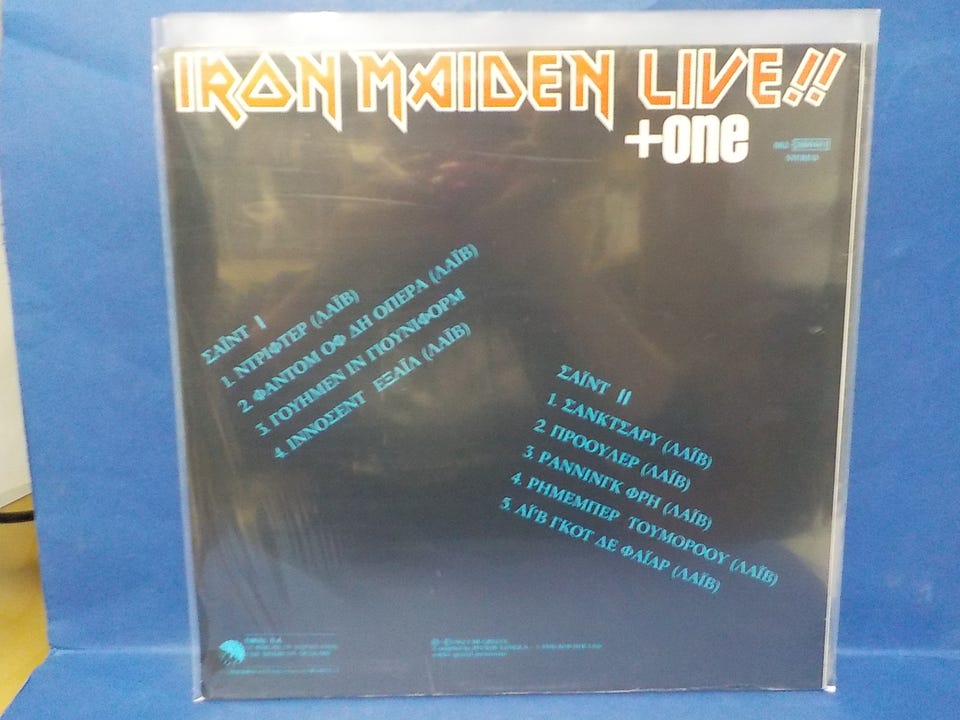 IRON MAIDEN LIVE!!
+one
STEREO
ΣΑΪΝΤ I
1. ΝΤΡΙΦΤΕΡ (ΛΑΪΒ)
2. ΦΑΝΤΟΜ ΟΦ ΔΗ ΟΠΕΡΑ (ΛΑΪΒ)
3. ΓΟΥΗΜΕΝ ΙΝ ΓΙΟΥΝΙΦΟΡΜ
4. ΙΝΝΟΣΕΝΤ ΕΞΑΪΛ (ΛΑΪΒ)
ΣΑΪΝΤ II
1. ΣΑΝΚΤΣΑΡΥ (ΛΑΪΒ)
2. ΠΡΟΟΥΛΕΡ (ΛΑΪΒ)
3. ΡΑΝΝΙΝΓΚ ΦΡΗ (ΛΑΪΒ)
4. ΡΗΜΕΜΠΕΡ ΤΟΥΜΟΡΟΟΥ (ΛΑΪΒ)
5. ΑΪ'Β ΓΚΟΤ ΔΕ ΦΑΪΑΡ (ΛΑΪΒ)